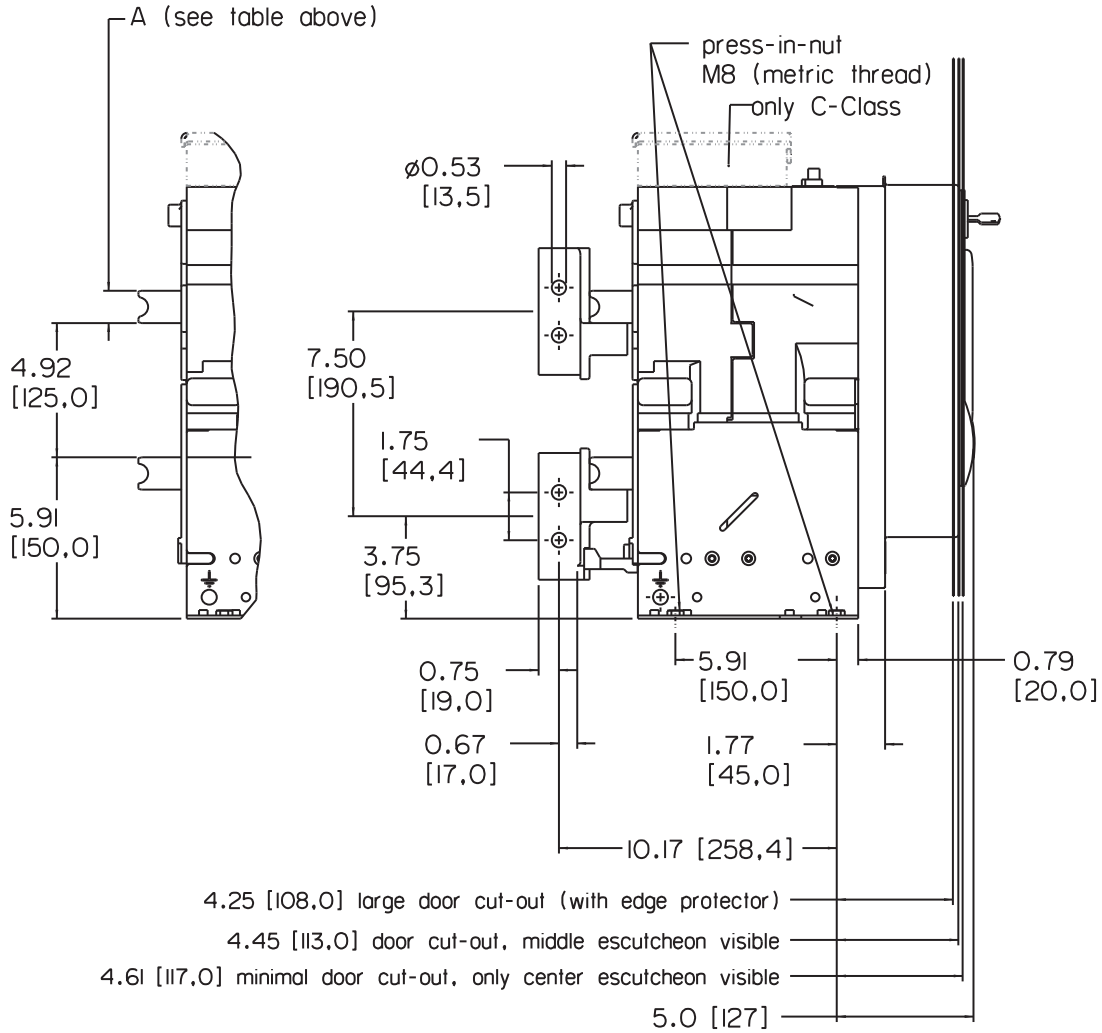 A (see table above)
press-in-nut
M8 (metric thread)
only C-Class
ø0.53
[13,5]
4.92
[125,0]
7.50
[190,5]
1.75
[44,4]
5.91
[150,0]
3.75
[95,3]
0.75
[19,0]
5.91
[150,0]
0.79
[20,0]
0.67
[17,0]
1.77
[45,0]
10.17 [258,4]
4.25 [108,0] large door cut-out (with edge protector)
4.45 [113,0] door cut-out, middle escutcheon visible
4.61 [117,0] minimal door cut-out, only center escutcheon visible
5.0 [127]